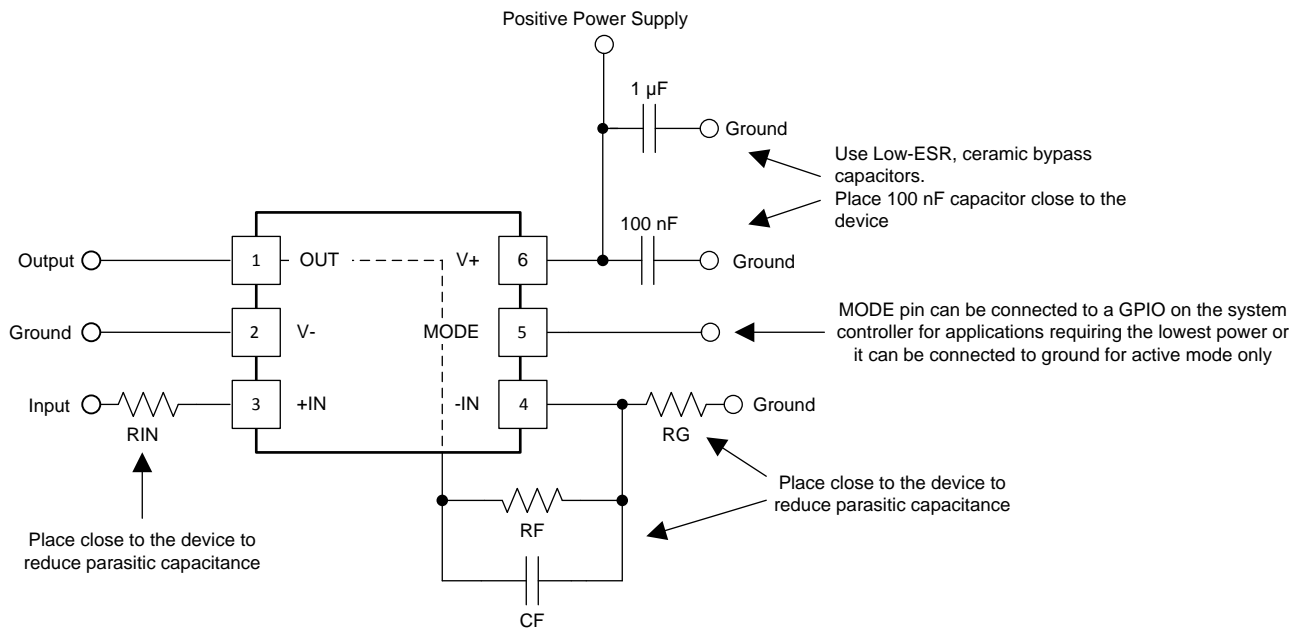 Positive Power Supply
1 µF
Ground
Use Low-ESR, ceramic bypass
capacitors.
Place 100 nF capacitor close to the
device
100 nF
Ground
Output
1
OUT
V+
6
Ground
2
V-
MODE
5
MODE pin can be connected to a GPIO on the system
controller for applications requiring the lowest power or
it can be connected to ground for active mode only
Input
RIN
3
+IN
-IN
4
RG
Ground
Place close to the device to
reduce parasitic capacitance
Place close to the device to
reduce parasitic capacitance
RF
CF